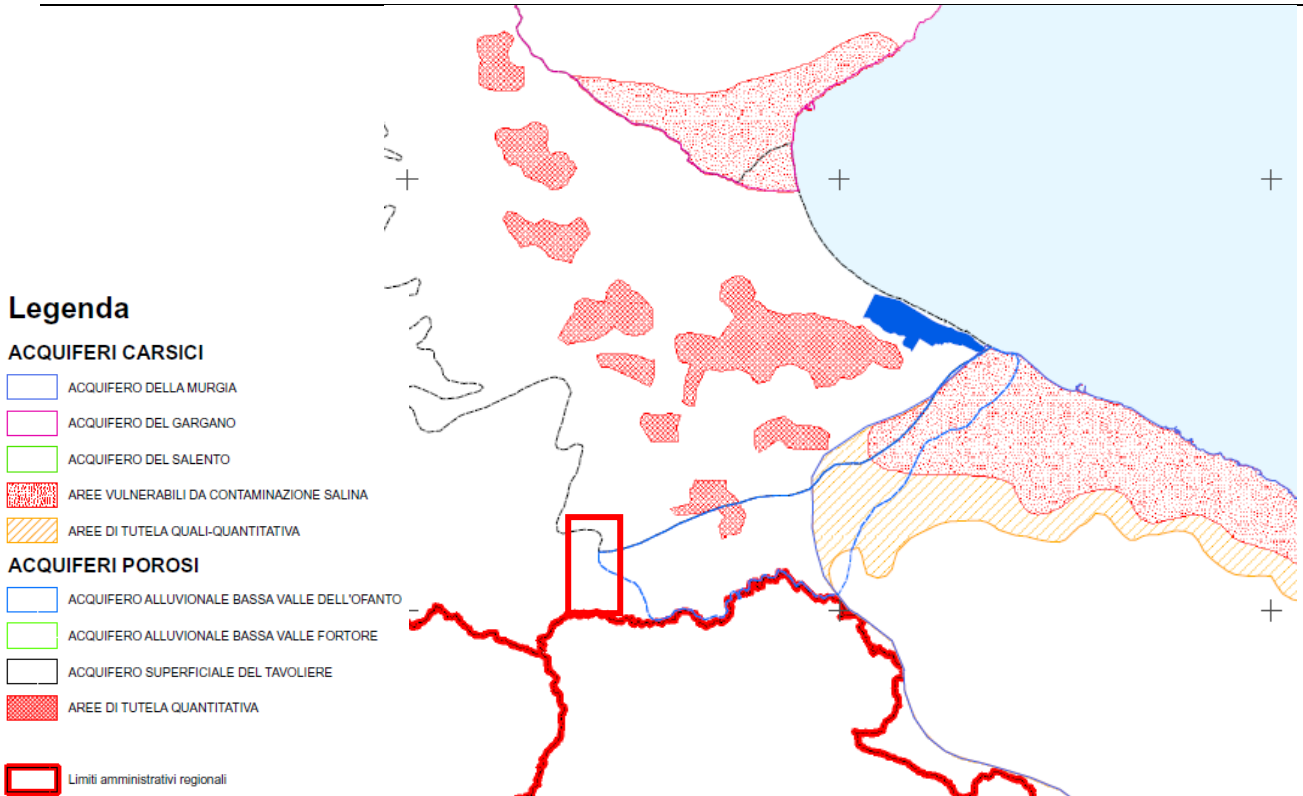 Legenda
ACQUIFERI CARSICI
ACQUIFERO DELLA MURGIA
ACQUIFERO DEL GARGANO
ACQUIFERO DEL SALENTO
AREE VULNERABILI DA CONTAMINAZIONE SALINA
AREE DI TUTELA QUALI-QUANTITATIVA
ACQUIFERI POROSI
ACQUIFERO ALLUVIONALE BASSA VALLE DELL'OFANTO
ACQUIFERO ALLUVIONALE BASSA VALLE FORTORE
ACQUIFERO SUPERFICIALE DEL TAVOLIERE
AREE DI TUTELA QUANTITATIVA
Limiti amministrativi regionali